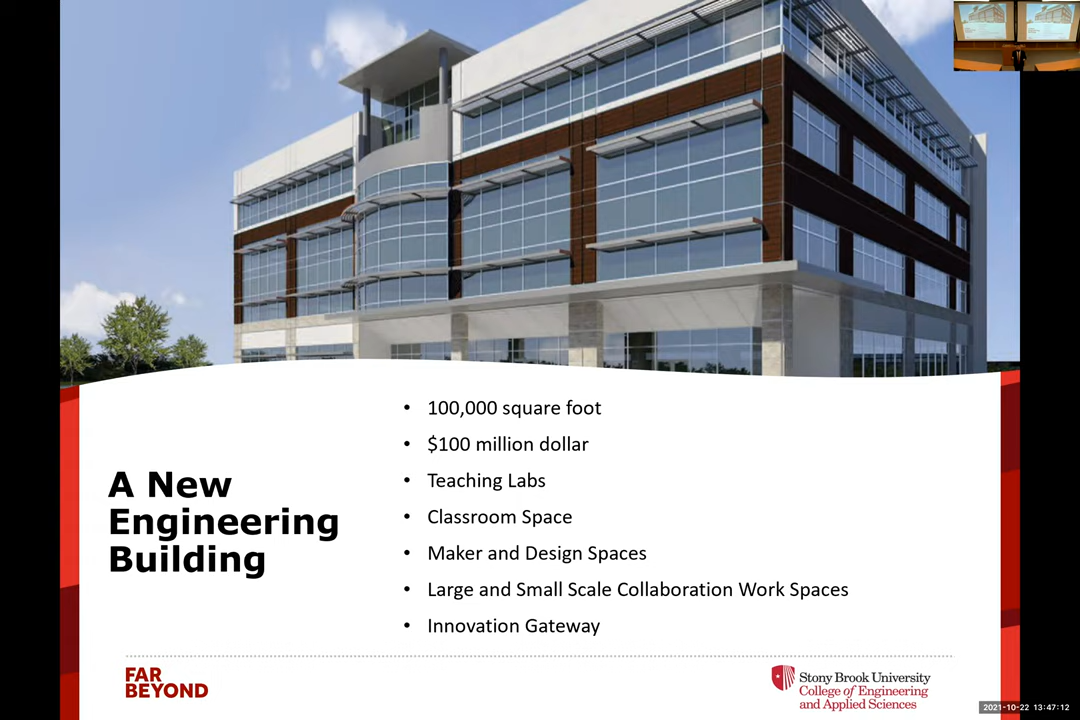 A New
Engineering
Building
• 100,000 square foot
• $100 million dollar
• Teaching Labs
• Classroom Space
• Maker and Design Spaces
• Large and Small Scale Collaboration Work Spaces
• Innovation Gateway
FAR
BEYOND
Stony Brook University
College of Engineering
and Applied Sciences
2021-10-22 13:47:12